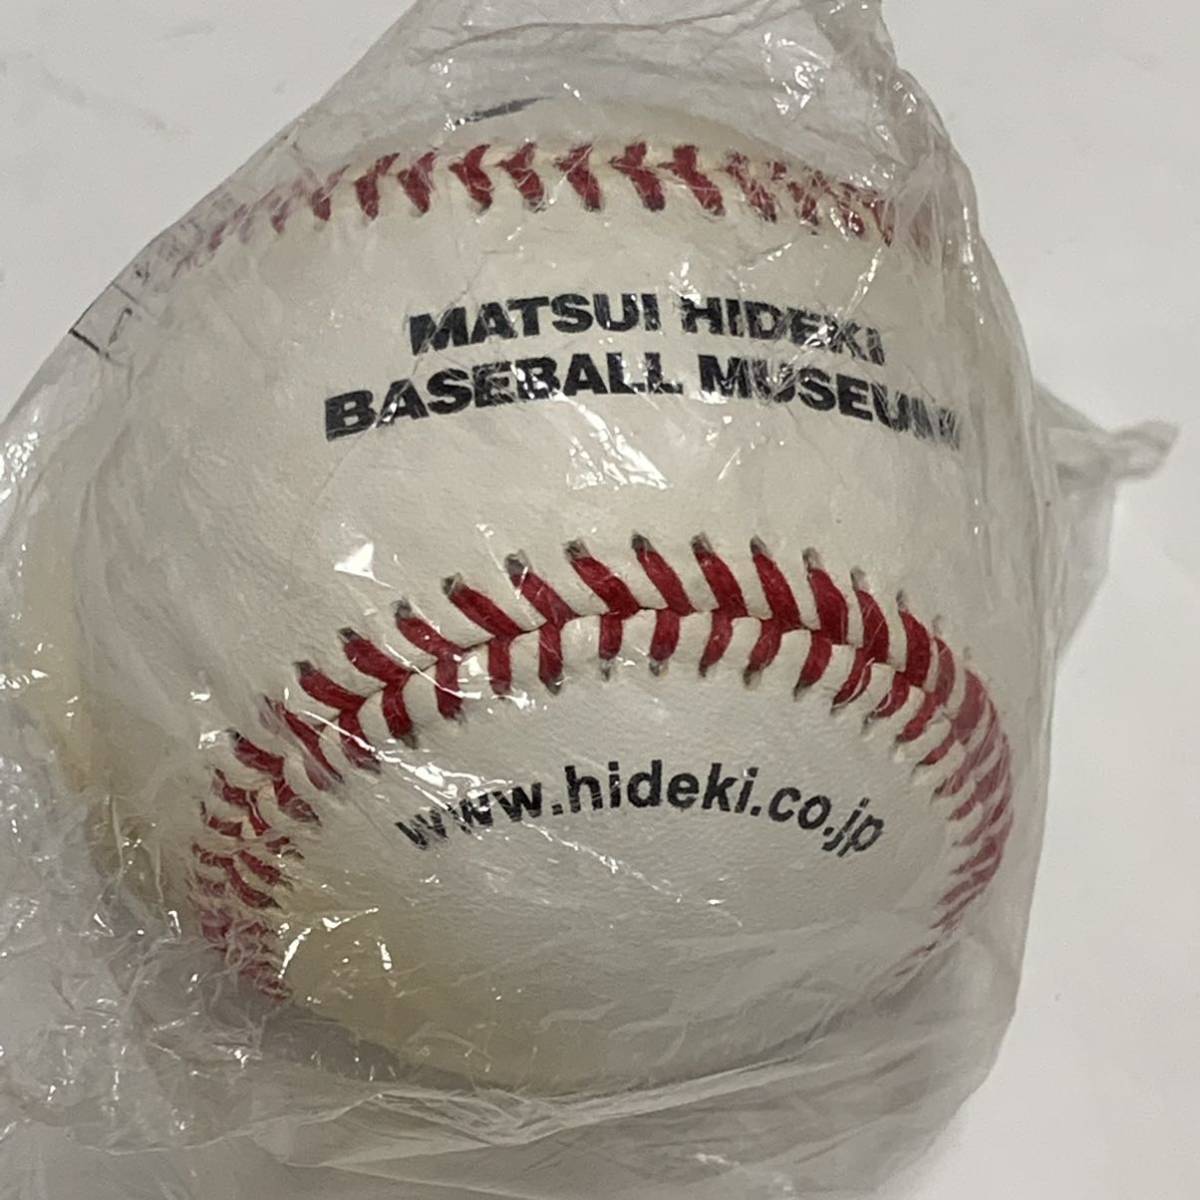 MATSUI HIDEKI
BASEBALL MUSEUM
www.hideki.co.jp